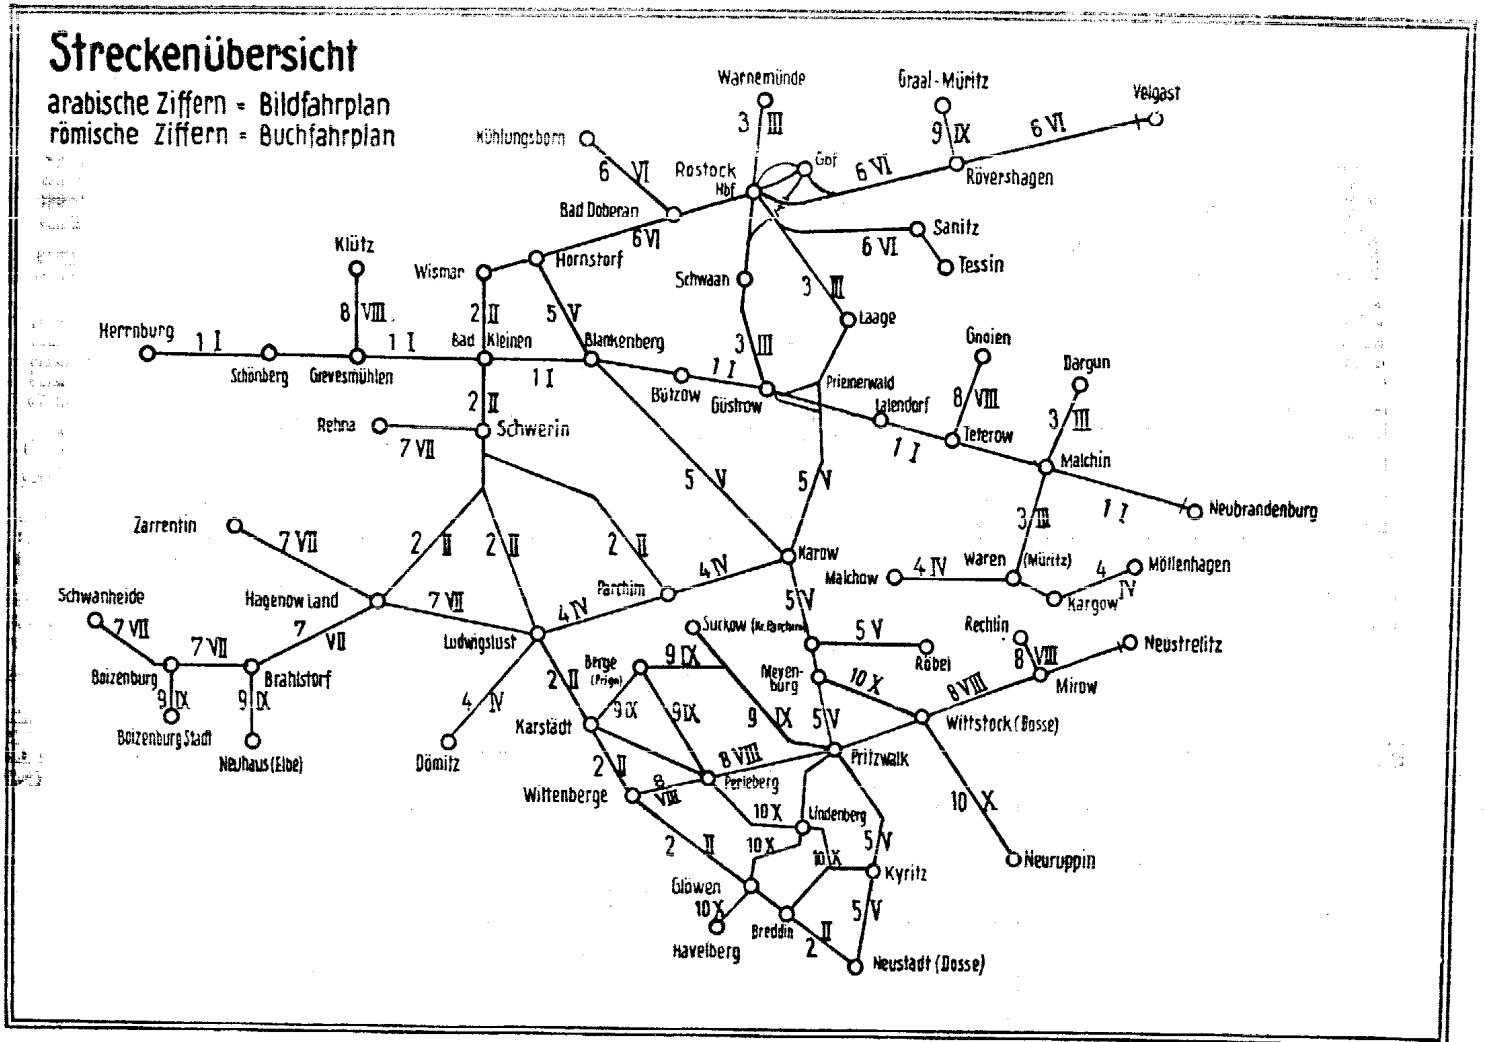 Streckenübersicht
arabische Ziffern = Bildfahrplan
römische Ziffern = Buchfahrplan
Warnemünde
Graal-Müritz
Velgast
3 III
9 IX
6 VI
Kühlungsborn
6 VI
Rostock
Hbf
Gbf
6 VI
Rövershagen
Bad Doberan
6 VI
Sanitz
6 VI
Tessin
Klütz
Wismar
Hornstorf
Schwaan
3 III
Laage
8 VIII
2 II
5 V
Herrnburg
1 I
1 I
Bad Kleinen
Blankenberg
3 III
Gnoien
Dargun
Schönberg
Grevesmühlen
1 I
Bützow
1 I
Güstrow
Priemerwald
Lalendorf
8 VIII
3 III
2 II
Rehna
7 VII
Schwerin
Teterow
1 I
Malchin
5 V
5 V
1 I
Neubrandenburg
Zarrentin
7 VII
2 II
2 II
2 II
3 III
Karow
Waren (Müritz)
Malchow
4 IV
4 IV
Möllenhagen
Kargow
4 IV
Parchim
5 V
Schwanheide
Hagenow Land
7 VII
4 IV
Ludwigslust
Suckow (Kr. Parchim)
5 V
Röbel
Rechlin
8 VIII
Neustrelitz
7 VII
7 VII
7 VII
Boizenburg
Brahlstorf
9 IX
9 IX
Boizenburg Stadt
Neuhaus (Elbe)
4 IV
Dömitz
2 II
Berge
(Prign)
9 IX
Meyen-
burg
10 X
8 VIII
Mirow
Karstädt
9 IX
9 IX
9 IX
5 V
Wittstock (Dosse)
2 II
8 VIII
Pritzwalk
Wittenberge
8 VIII
Perleberg
10 X
Lindenberg
10 X
2 II
10 X
10 X
5 V
Kyritz
Neuruppin
Glöwen
10 X
Havelberg
Breddin
2 II
5 V
Neustadt (Dosse)